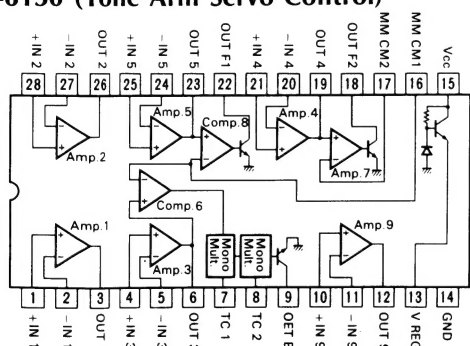 -6150 (Tone Arm Servo Control)
+ IN 2
- IN 2
OUT 2
+ IN 5
- IN 5
OUT 5
OUT F1
+ IN 4
- IN 4
OUT 4
OUT F2
MM CM2
MM CM1
Vcc
28 27 26 25 24 23 22 21 20 19 18 17 16 15
Amp.2
Amp.5
Comp.8
Amp.4
Amp.7
Comp.6
Amp.1
Amp.3
Mono Mult.
Mono Mult.
Amp.9
1 2 3 4 5 6 7 8 9 10 11 12 13 14
+ IN 1
- IN 1
OUT
+ IN 3
- IN 3
OUT 3
TC 1
TC 2
+ IN 9
- IN 9
OUT 9
V REG
GND